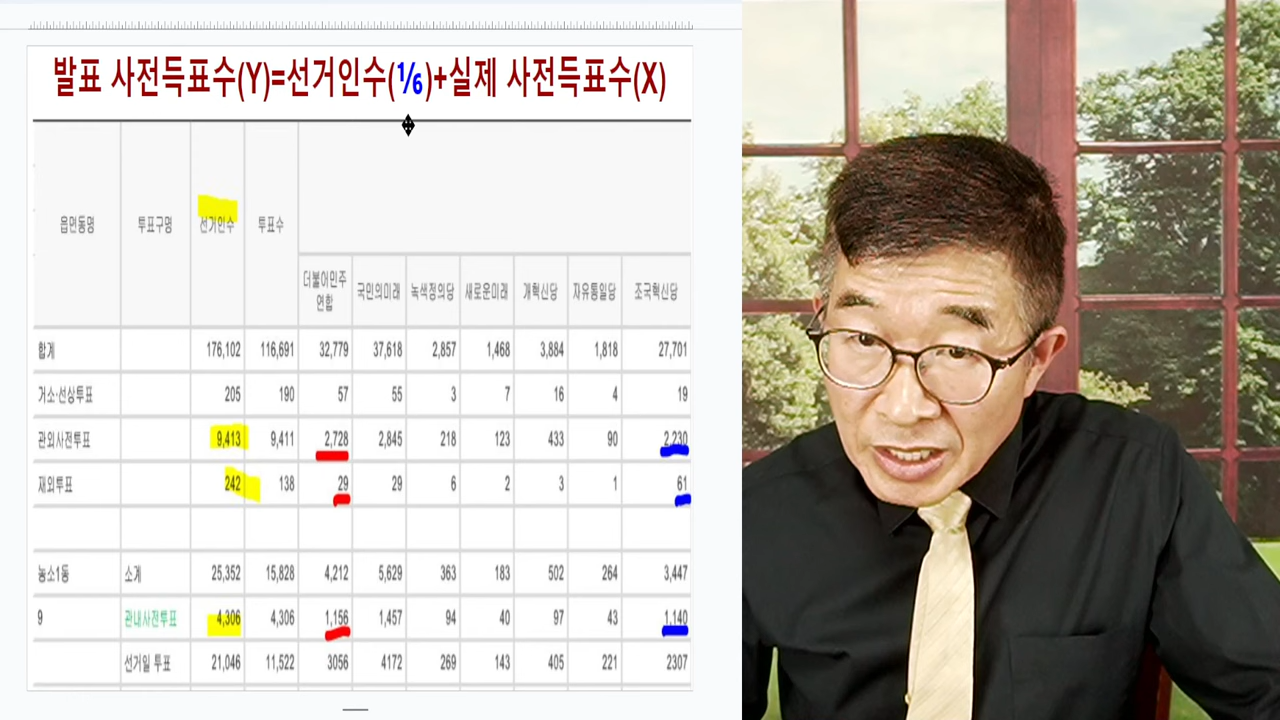 발표 사전득표수(Y)=선거인수(⅙)+실제 사전득표수(X)
읍면동명 투표구명 선거인수 투표수
더불어민주연합 국민의미래 녹색정의당 새로운미래 개혁신당 자유통일당 조국혁신당
합계 176,102 116,691 32,779 37,618 2,857 1,468 3,884 1,818 27,701
거소·선상투표 205 190 57 55 3 7 16 4 19
관외사전투표 9,413 9,411 2,728 2,845 218 123 433 90 2,230
재외투표 242 138 29 29 6 2 3 1 61
농소1동 소계 25,352 15,828 4,212 5,629 363 183 502 264 3,447
9 관내사전투표 4,306 4,306 1,156 1,457 94 40 97 43 1,140
선거일 투표 21,046 11,522 3056 4172 269 143 405 221 2307